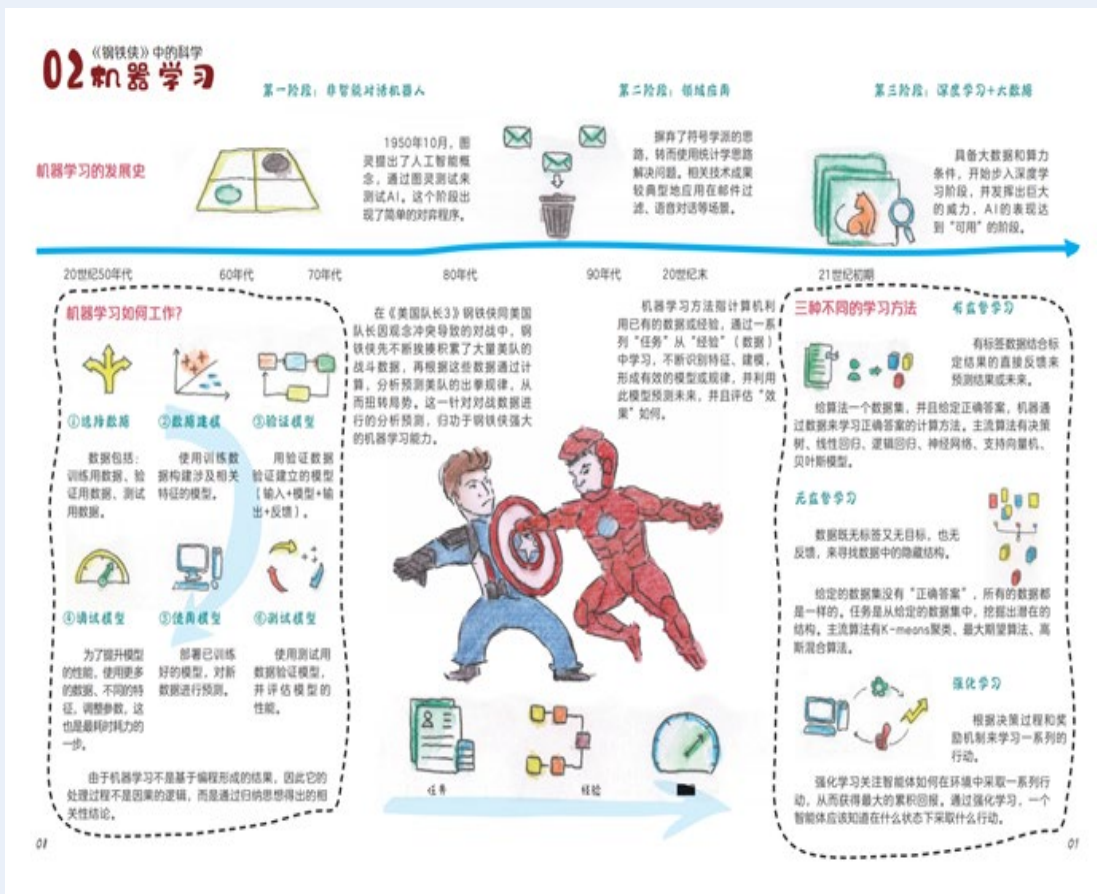 《钢铁侠》中的科学
02机器学习
第一阶段：非智能对话机器人
第二阶段：领域应用
第三阶段：深度学习+大数据
机器学习的发展史
1950年10月，图
灵提出了人工智能概
念，通过图灵测试来
测试AI。这个阶段出
现了简单的对弈程序。
摒弃了符号学派的思
路，转而使用统计学思路
解决问题。相关技术成果
较典型地应用在邮件过
滤、语音对话等场景。
具备大数据和算力
条件，开始步入深度学
习阶段，并发挥出巨大
的威力，AI的表现达
到“可用”的阶段。
20世纪50年代
60年代
70年代
80年代
90年代
20世纪末
21世纪初期
机器学习如何工作？
①选择数据
②数据建模
③验证模型
数据包括：
训练用数据、验
证用数据、测试
用数据。
使用训练数
据构建涉及相关
特征的模型。
用验证数据
验证建立的模型
（输入+模型+输
出+反馈）。
④调试模型
⑤使用模型
⑥测试模型
为了提升模型
的性能，使用更多
的数据、不同的特
征，调整参数，这
也是最耗时耗力的
一步。
部署已训练
好的模型，对新
数据进行预测。
使用测试用
数据验证模型，
并评估模型的
性能。
由于机器学习不是基于编程形成的结果，因此它的
处理过程不是因果的逻辑，而是通过归纳思想得出的相
关性结论。
在《美国队长3》钢铁侠同美国
队长因观念冲突导致的对战中，钢
铁侠先不断挨揍积累了大量美队的
战斗数据，再根据这些数据通过计
算，分析预测美队的出拳规律，从
而扭转局势。这一针对对战数据进
行的分析预测，归功于钢铁侠强大
的机器学习能力。
机器学习方法指计算机利
用已有的数据或经验，通过一系
列“任务”从“经验”（数据）
中学习，不断识别特征、建模，
形成有效的模型或规律，并利用
此模型预测未来，并且评估“效
果”如何。
任务
经验
三种不同的学习方法
有监督学习
有标签数据结合标
定结果的直接反馈来
预测结果或未来。
给算法一个数据集，并且给定正确答案，机器通
过数据来学习正确答案的计算方法。主流算法有决策
树、线性回归、逻辑回归、神经网络、支持向量机、
贝叶斯模型。
无监督学习
数据既无标签又无目标，也无
反馈，来寻找数据中的隐藏结构。
给定的数据集没有“正确答案”，所有的数据都
是一样的。任务是从给定的数据集中，挖掘出潜在的
结构。主流算法有K-means聚类、最大期望算法、高
斯混合算法。
强化学习
根据决策过程和奖
励机制来学习一系列的
行动。
强化学习关注智能体如何在环境中采取一系列行
动，从而获得最大的累积回报。通过强化学习，一个
智能体应该知道在什么状态下采取什么行动。